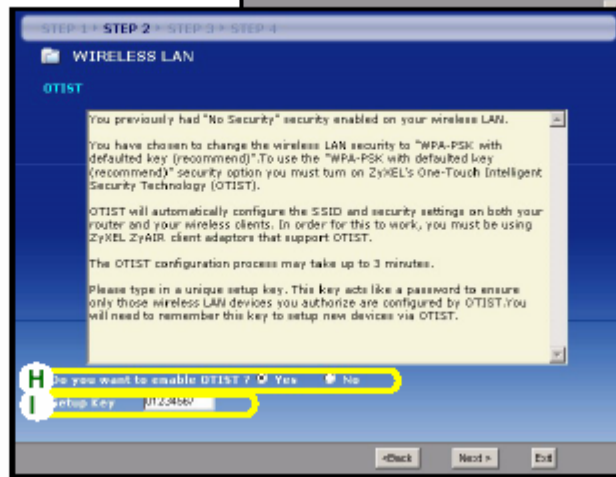 STEP 1 • STEP 2 • STEP 3 • STEP 4
WIRELESS LAN
OTIST
You previously had "No Security" security enabled on your wireless LAN.
You have chosen to change the wireless LAN security to "WPA-PSK with
defaulted key (recommend)".To use the "WPA-PSK with defaulted key
(recommend)" security option you must turn on ZyXEL's One-Touch Intelligent
Security Technology (OTIST).
OTIST will automatically configure the SSID and security settings on both your
router and your wireless clients. In order for this to work, you must be using
ZyXEL ZyAIR client adaptors that support OTIST.
The OTIST configuration process may take up to 3 minutes.
Please type in a unique setup key. This key acts like a password to ensure
only those wireless LAN devices you authorize are configured by OTIST.You
will need to remember this key to setup new devices via OTIST.
H Do you want to enable OTIST ? Yes No
I Setup Key 01234567
<Back Next > Exit